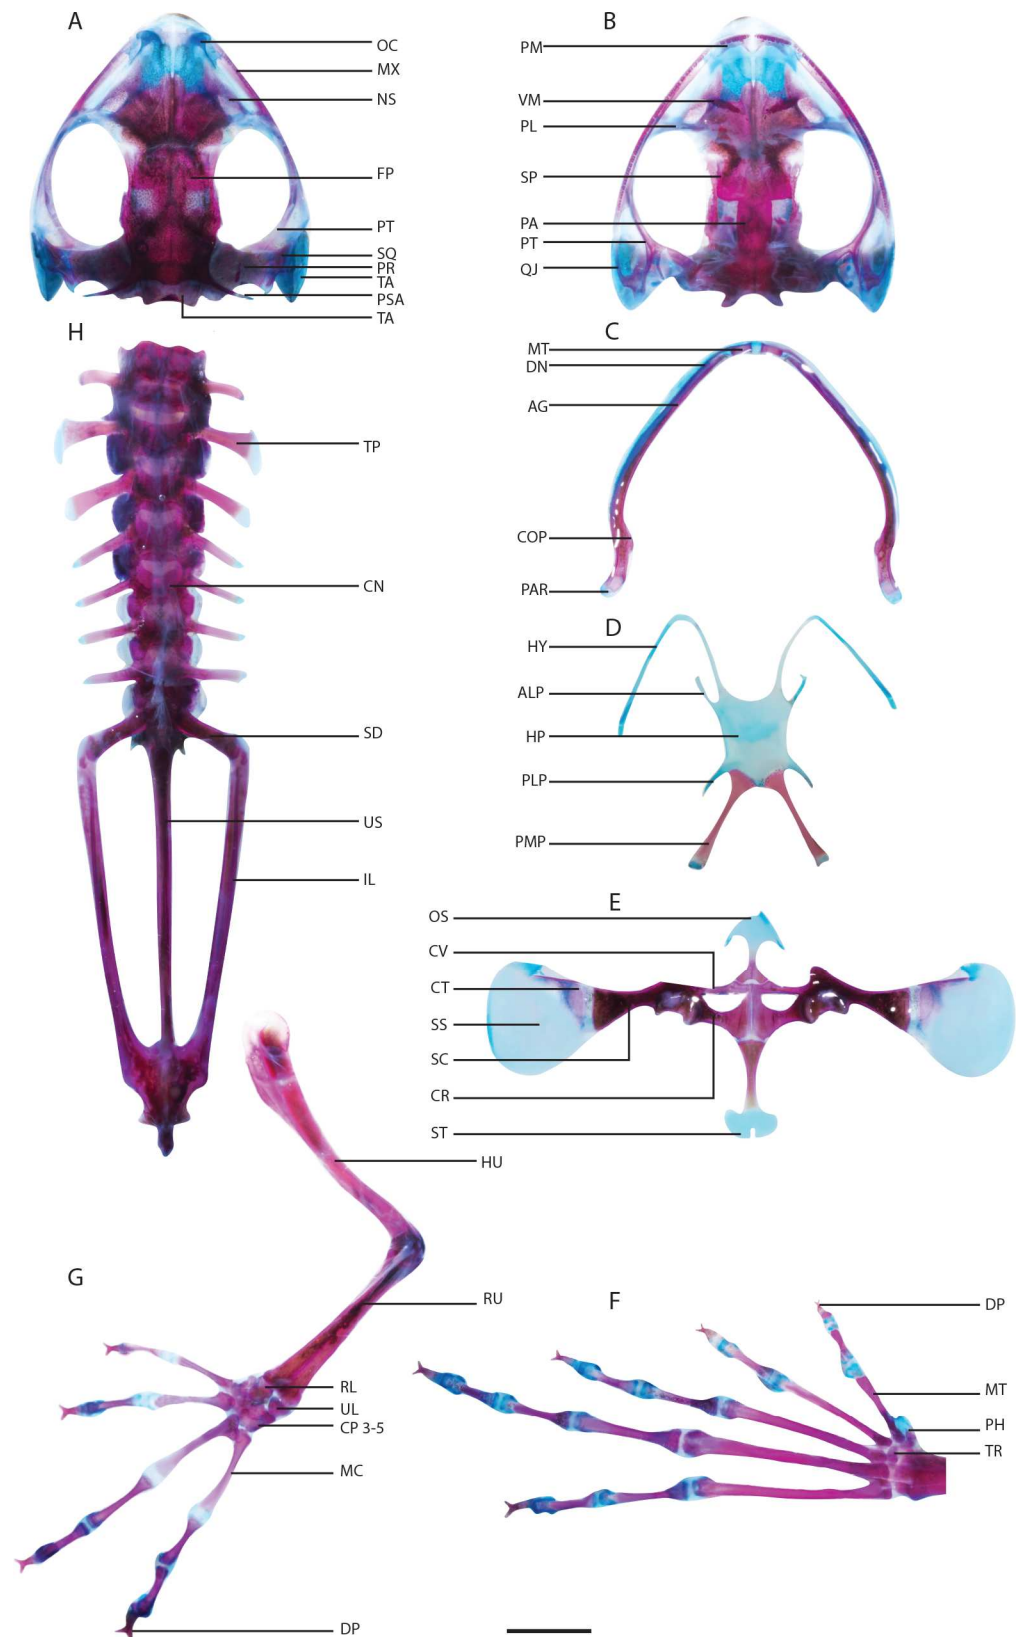 A
OC
MX
NS
FP
PT
SQ
PR
TA
PSA
TA
B
PM
VM
PL
SP
PA
PT
QJ
C
MT
DN
AG
COP
PAR
D
HY
ALP
HP
PLP
PMP
H
TP
CN
SD
US
IL
E
OS
CV
CT
SS
SC
CR
ST
G
HU
RU
RL
UL
CP 3-5
MC
DP
F
DP
MT
PH
TR